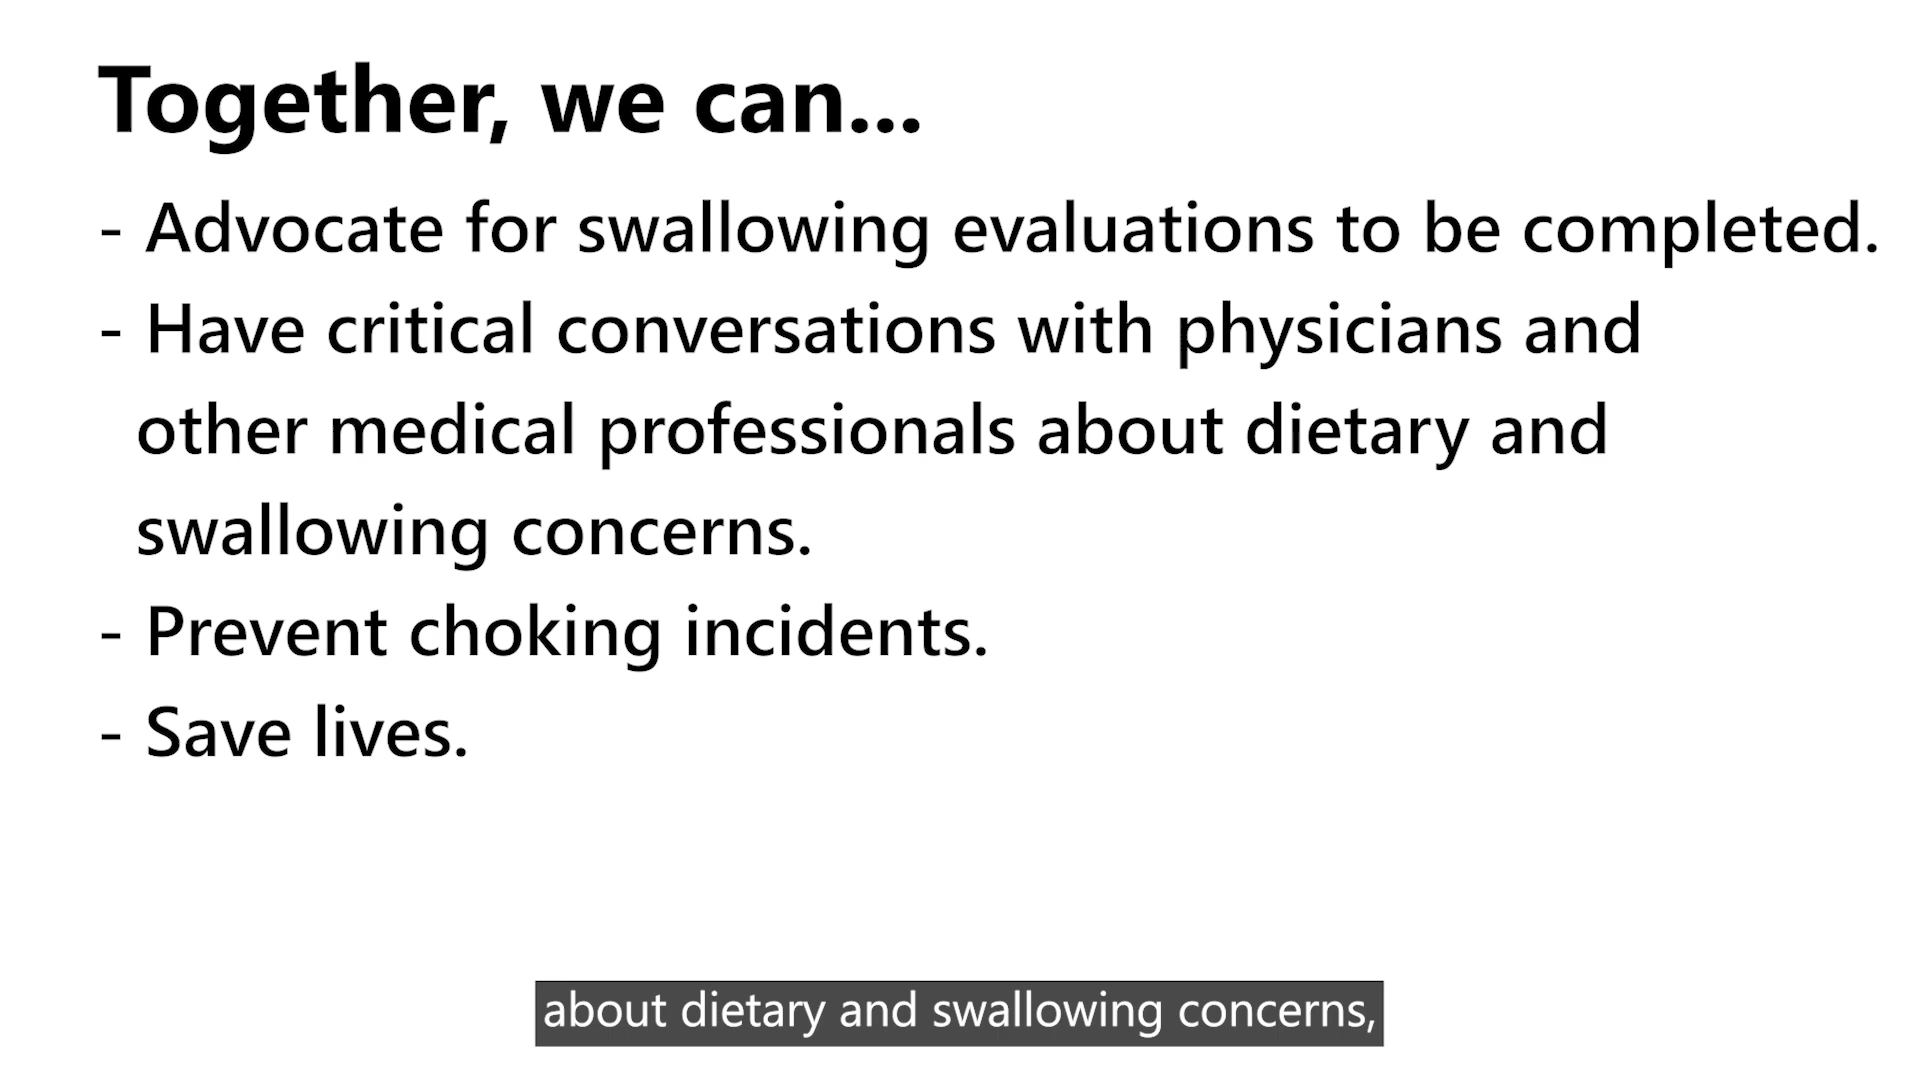 Together, we can...
- Advocate for swallowing evaluations to be completed.
- Have critical conversations with physicians and
other medical professionals about dietary and
swallowing concerns.
- Prevent choking incidents.
- Save lives.
about dietary and swallowing concerns,